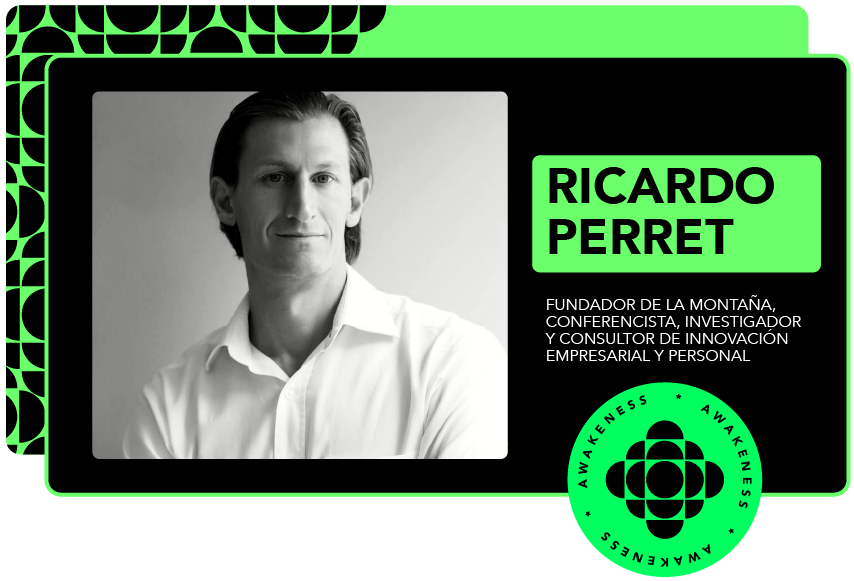 RICARDO
PERRET
FUNDADOR DE LA MONTAÑA,
CONFERENCISTA, INVESTIGADOR
Y CONSULTOR DE INNOVACIÓN
EMPRESARIAL Y PERSONAL
AWAKENESS * AWAKENESS * AWAKENESS *